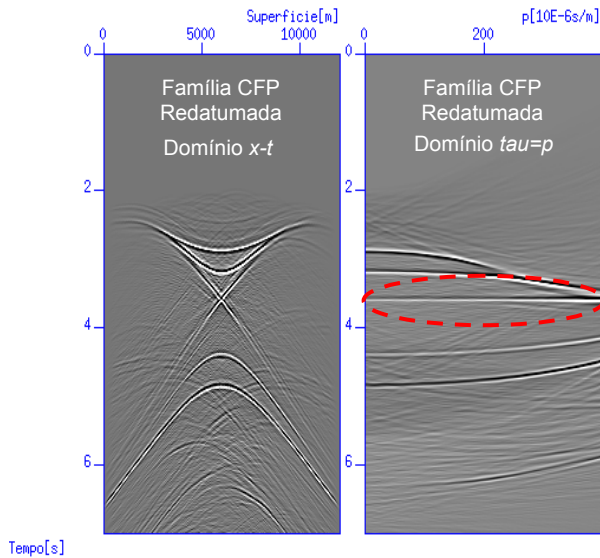 Superficie[m]
5000 10000
0
2
4
6
Tempo[s]
Família CFP
Redatumada
Domínio x-t
p[10E-6s/m]
0 200
0
2
4
6
Família CFP
Redatumada
Domínio tau=p